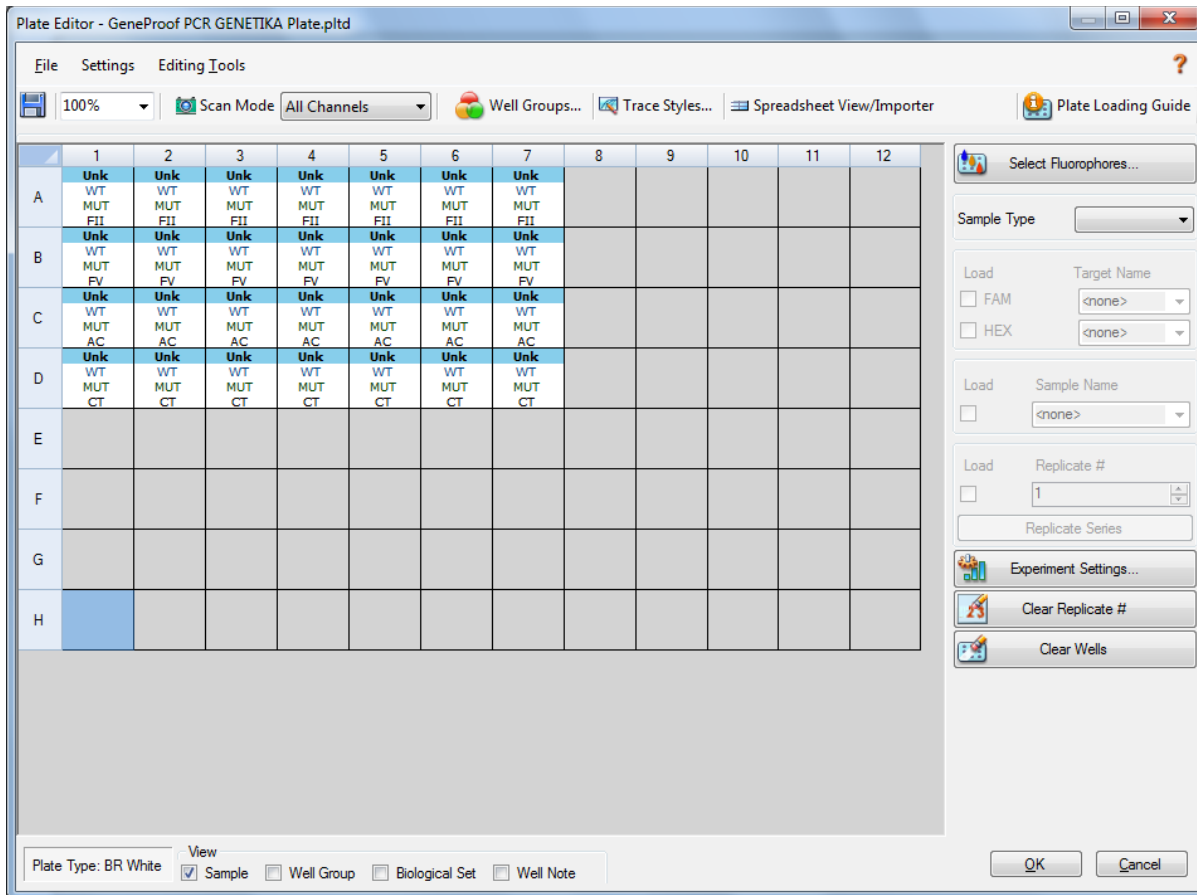 Plate Editor - GeneProof PCR GENETIKA Plate.pltd
File Settings Editing Tools
100% Scan Mode All Channels Well Groups... Trace Styles... Spreadsheet View/Importer Plate Loading Guide
1 2 3 4 5 6 7 8 9 10 11 12
Unk Unk Unk Unk Unk Unk Unk
WT WT WT WT WT WT WT
A MUT MUT MUT MUT MUT MUT MUT
FII FII FII FII FII FII FII
Unk Unk Unk Unk Unk Unk Unk
WT WT WT WT WT WT WT
B MUT MUT MUT MUT MUT MUT MUT
FV FV FV FV FV FV FV
Unk Unk Unk Unk Unk Unk Unk
WT WT WT WT WT WT WT
C MUT MUT MUT MUT MUT MUT MUT
AC AC AC AC AC AC AC
Unk Unk Unk Unk Unk Unk Unk
WT WT WT WT WT WT WT
D MUT MUT MUT MUT MUT MUT MUT
CT CT CT CT CT CT CT
E
F
G
H
Select Fluorophores...
Sample Type
Load Target Name
FAM <none>
HEX <none>
Load Sample Name
<none>
Load Replicate #
1
Replicate Series
Experiment Settings...
Clear Replicate #
Clear Wells
Plate Type: BR White
View
Sample Well Group Biological Set Well Note
OK Cancel